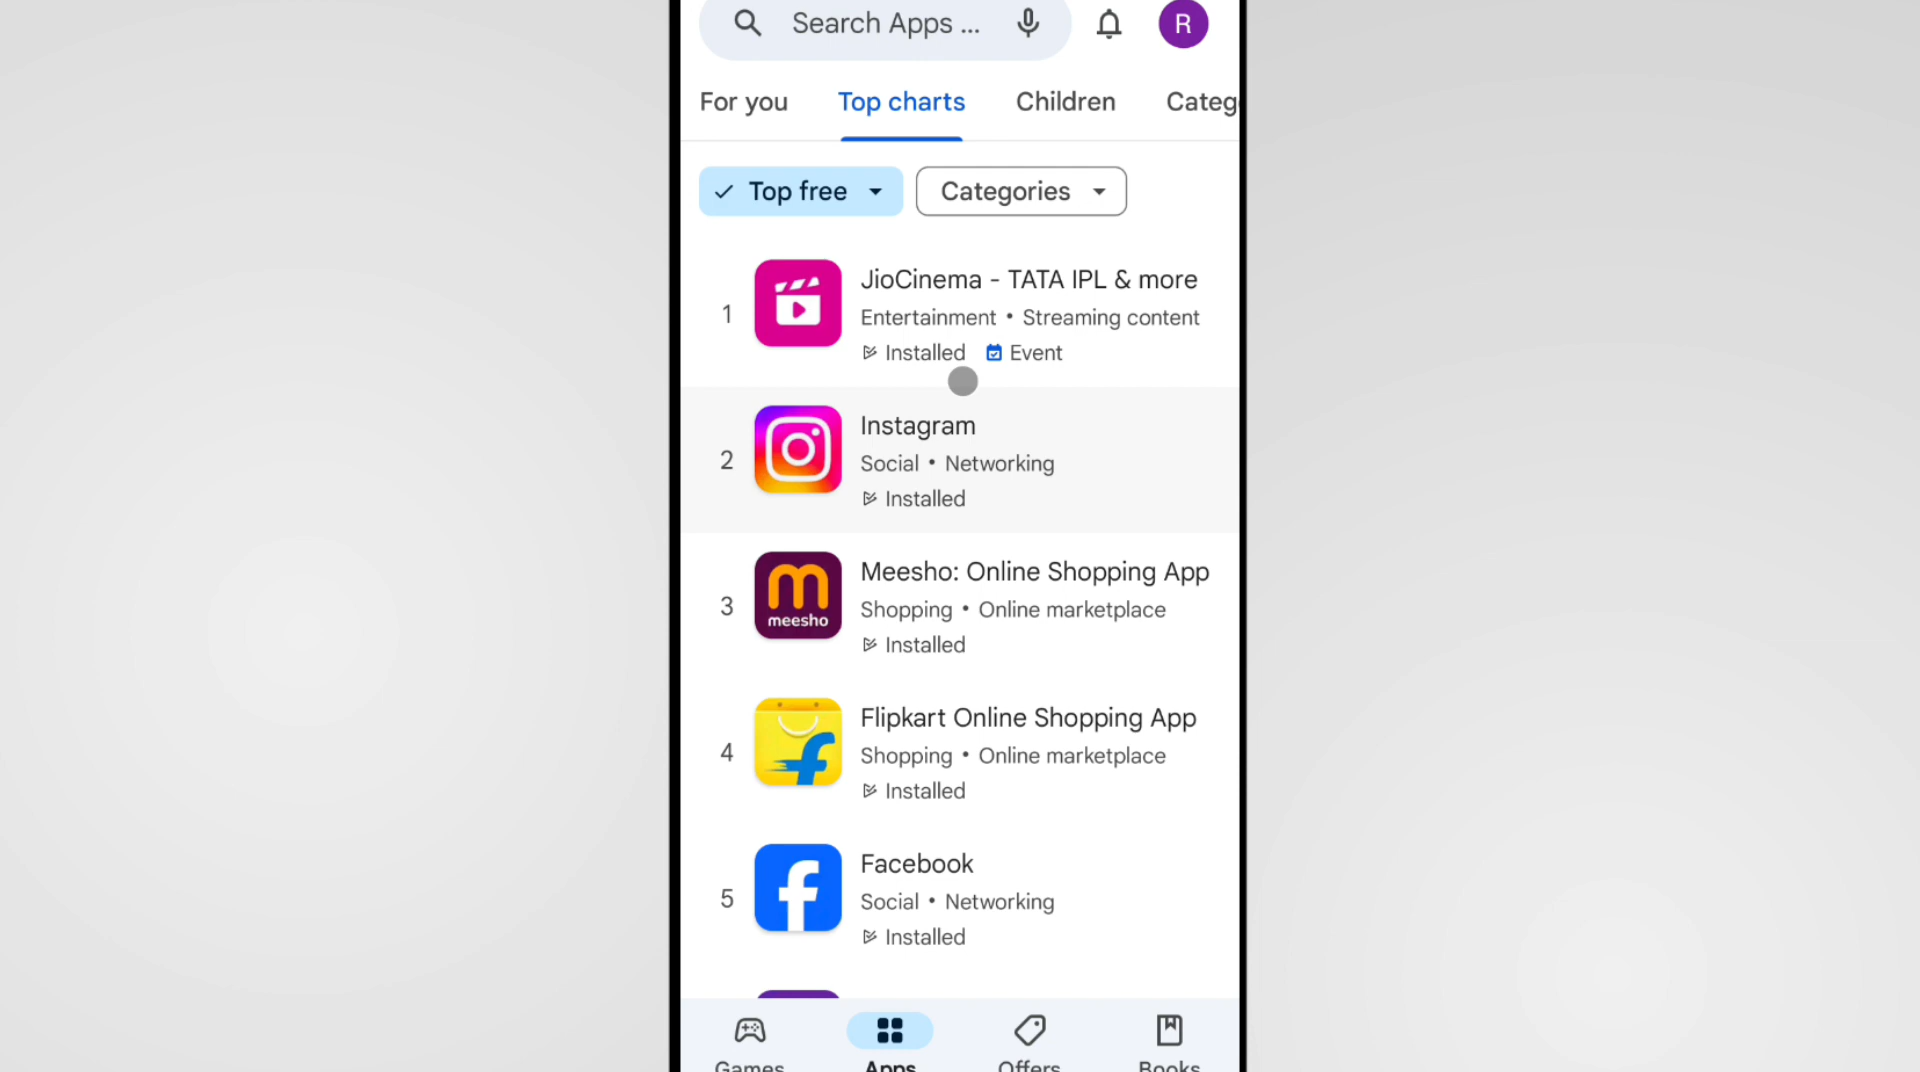 Search Apps ...
R
For you
Top charts
Children
Categ
Top free
Categories
1
JioCinema - TATA IPL & more
Entertainment • Streaming content
Installed
Event
2
Instagram
Social • Networking
Installed
3
meesho
Meesho: Online Shopping App
Shopping • Online marketplace
Installed
4
Flipkart Online Shopping App
Shopping • Online marketplace
Installed
5
Facebook
Social • Networking
Installed
Games
Apps
Offers
Books